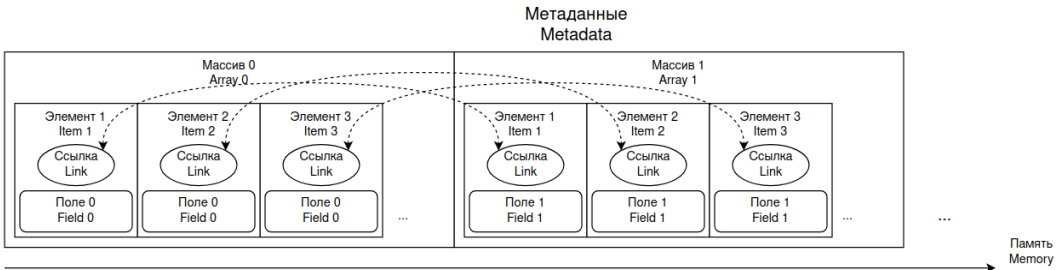 Метаданные
Metadata
Массив 0
Array 0
Массив 1
Array 1
Элемент 1
Item 1
Элемент 2
Item 2
Элемент 3
Item 3
Элемент 1
Item 1
Элемент 2
Item 2
Элемент 3
Item 3
Ссылка
Link
Ссылка
Link
Ссылка
Link
Ссылка
Link
Ссылка
Link
Ссылка
Link
Поле 0
Field 0
Поле 0
Field 0
Поле 0
Field 0
...
Поле 1
Field 1
Поле 1
Field 1
Поле 1
Field 1
...
...
Память
Memory